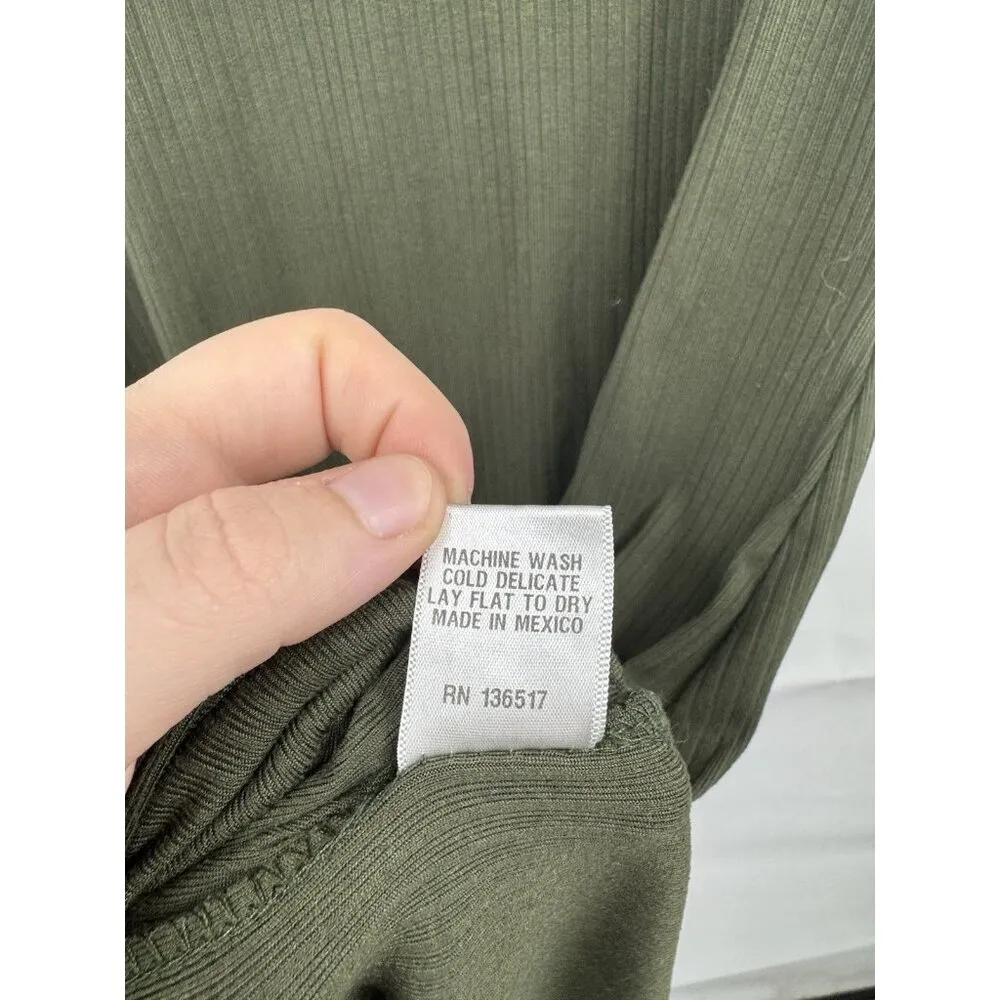 MACHINE WASH
COLD DELICATE
LAY FLAT TO DRY
MADE IN MEXICO
RN 136517